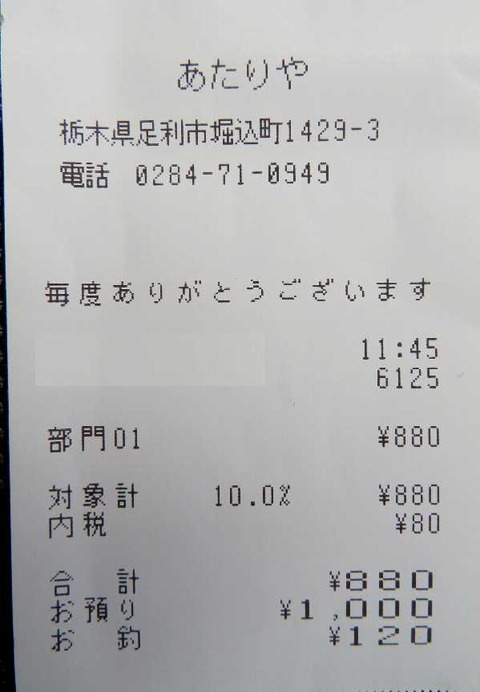 あたりや
栃木県足利市堀込町1429-3
電話 0284-71-0949
毎度ありがとうございます
11:45
6125
部門01 ¥880
対象計 10.0% ¥880
内税 ¥80
合 計 ¥880
お預り ¥1,000
お 釣 ¥120